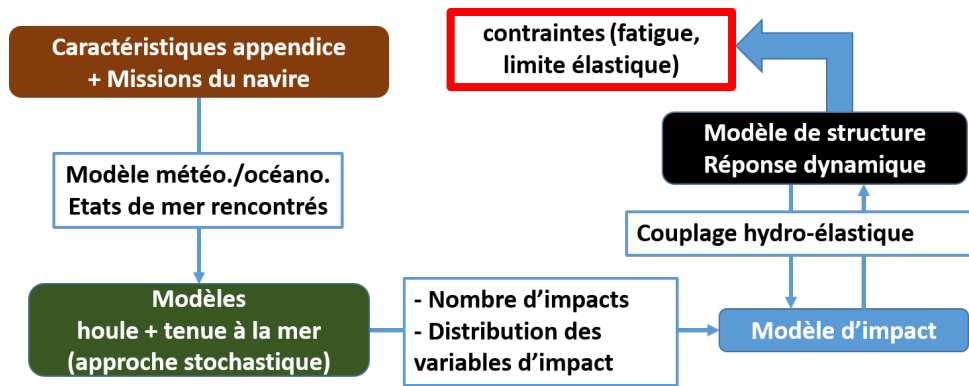 Caractéristiques appendice
+ Missions du navire
Modèle météo./océano.
Etats de mer rencontrés
Modèles
houle + tenue à la mer
(approche stochastique)
- Nombre d’impacts
- Distribution des
variables d’impact
Modèle d’impact
Couplage hydro-élastique
Modèle de structure
Réponse dynamique
contraintes (fatigue,
limite élastique)